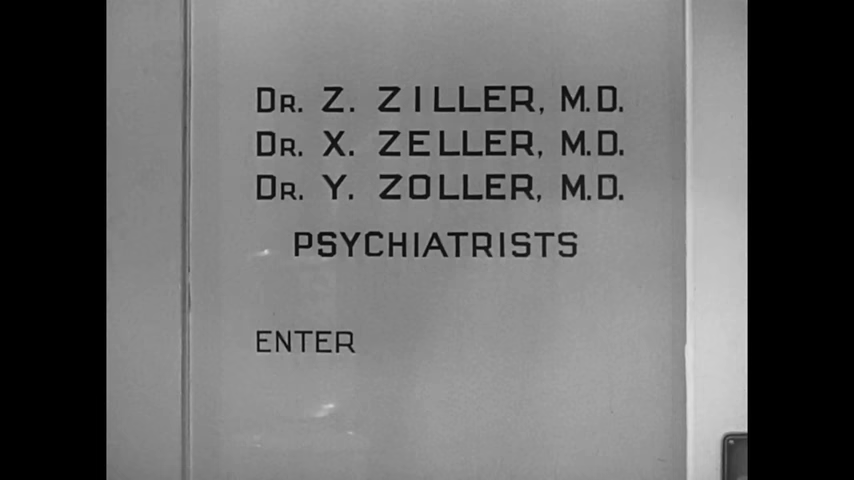 DR. Z. ZILLER, M.D.
DR. X. ZELLER, M.D.
DR. Y. ZOLLER, M.D.
PSYCHIATRISTS
ENTER